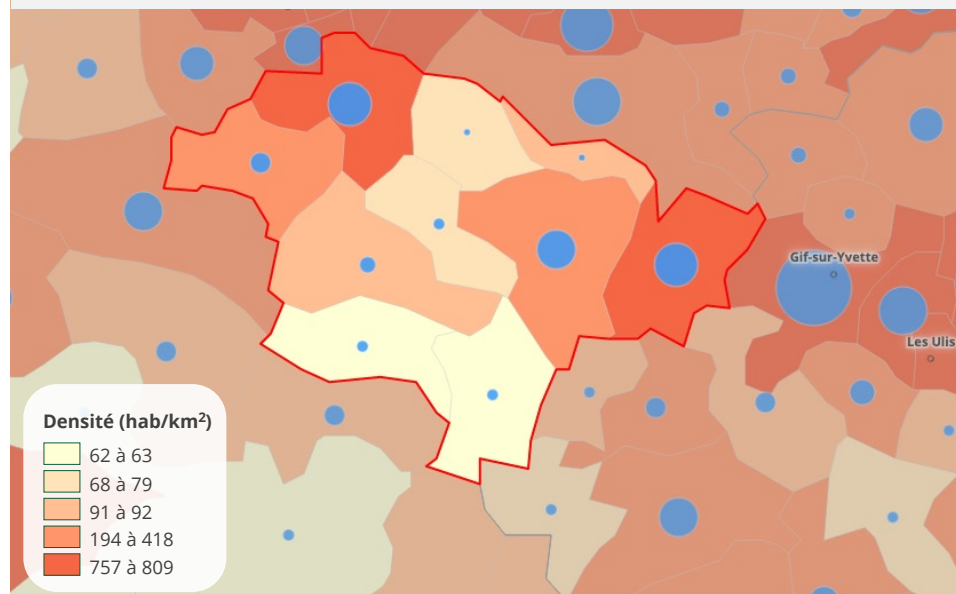 Gif-sur-Yvette
Les Ulis
Densité (hab/km²)
62 à 63
68 à 79
91 à 92
194 à 418
757 à 809